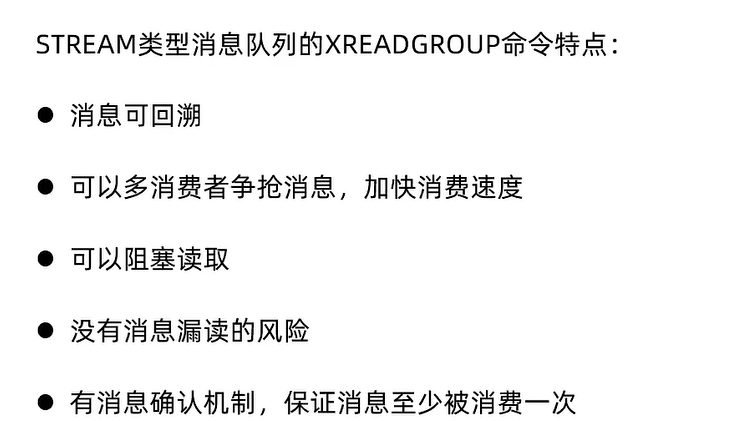 STREAM类型消息队列的XREADGROUP命令特点：
● 消息可回溯
● 可以多消费者争抢消息，加快消费速度
● 可以阻塞读取
● 没有消息漏读的风险
● 有消息确认机制，保证消息至少被消费一次